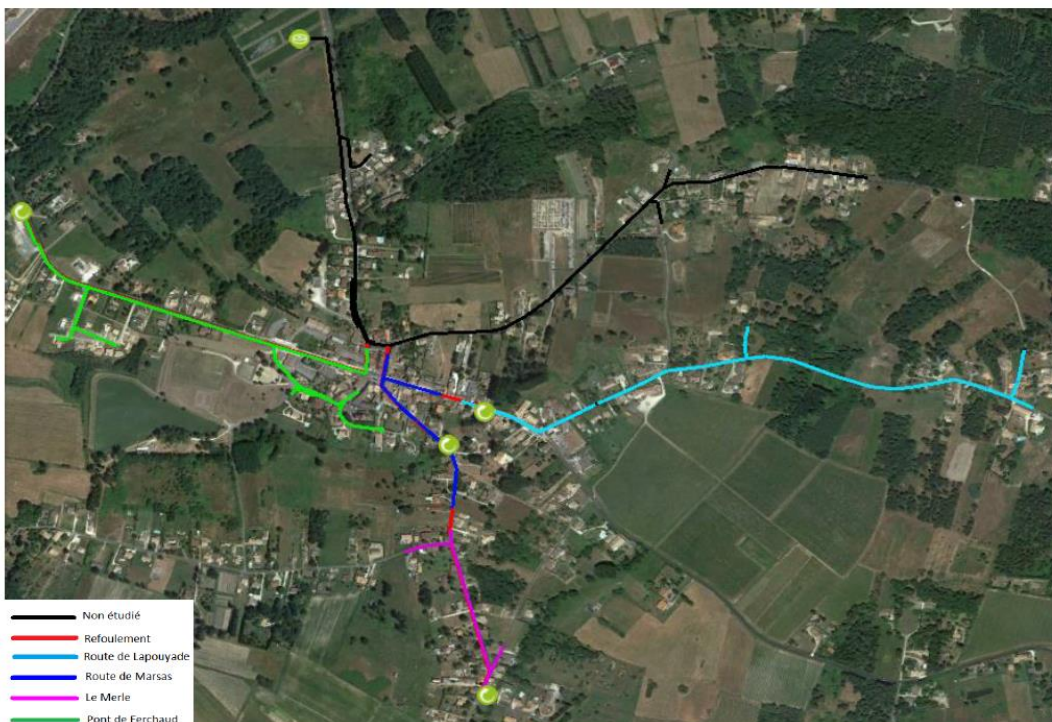 Non étudié
Refoulement
Route de Lapouyade
Route de Marsas
Le Merle
Pont de Ferchaud